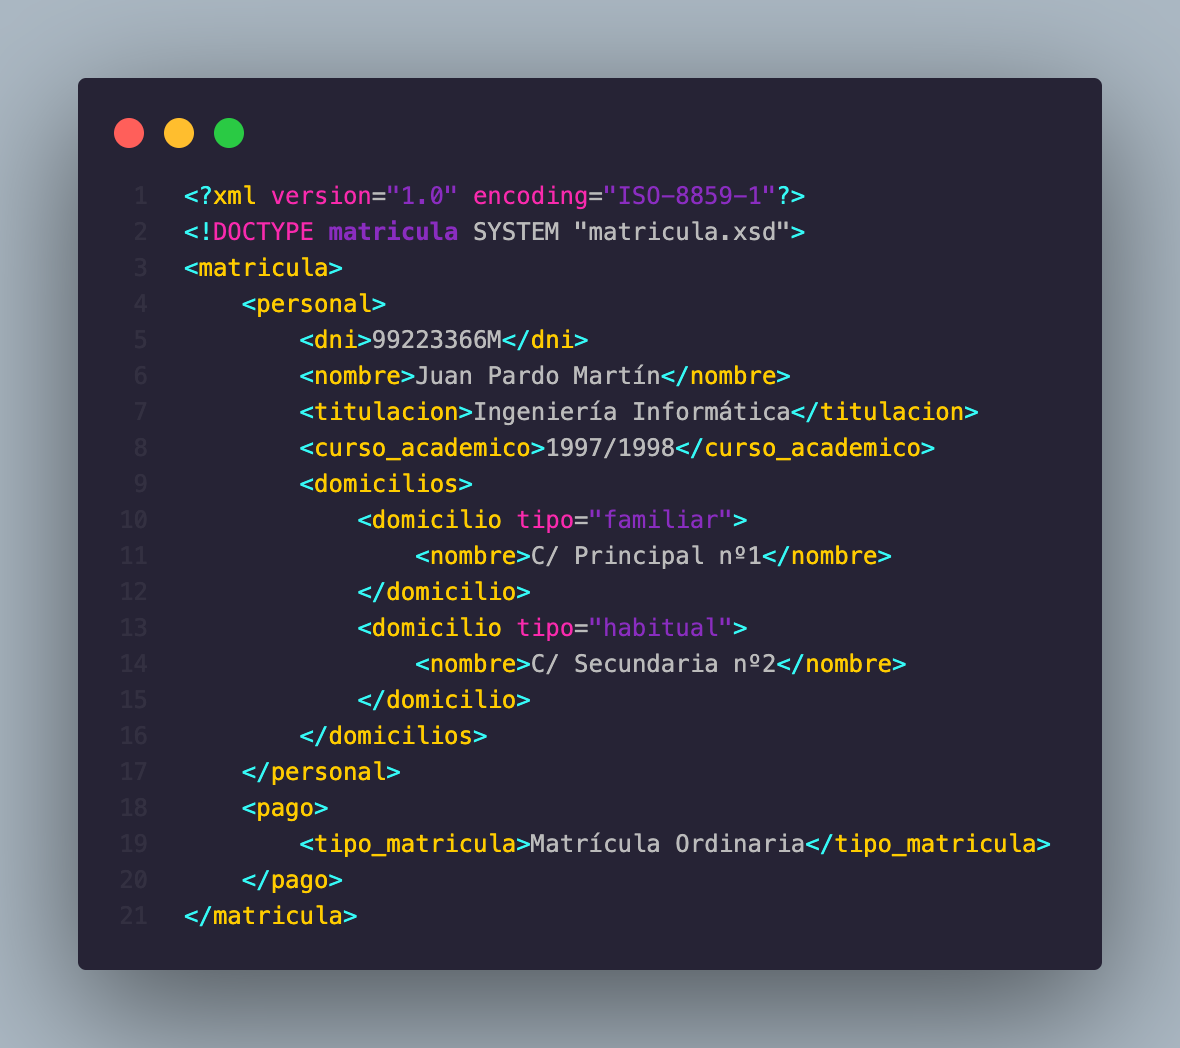 1 <?xml version="1.0" encoding="ISO-8859-1"?>
2 <!DOCTYPE matricula SYSTEM "matricula.xsd">
3 <matricula>
4     <personal>
5         <dni>99223366M</dni>
6         <nombre>Juan Pardo Martín</nombre>
7         <titulacion>Ingeniería Informática</titulacion>
8         <curso_academico>1997/1998</curso_academico>
9         <domicilios>
10             <domicilio tipo="familiar">
11                 <nombre>C/ Principal nº1</nombre>
12             </domicilio>
13             <domicilio tipo="habitual">
14                 <nombre>C/ Secundaria nº2</nombre>
15             </domicilio>
16         </domicilios>
17     </personal>
18     <pago>
19         <tipo_matricula>Matrícula Ordinaria</tipo_matricula>
20     </pago>
21 </matricula>